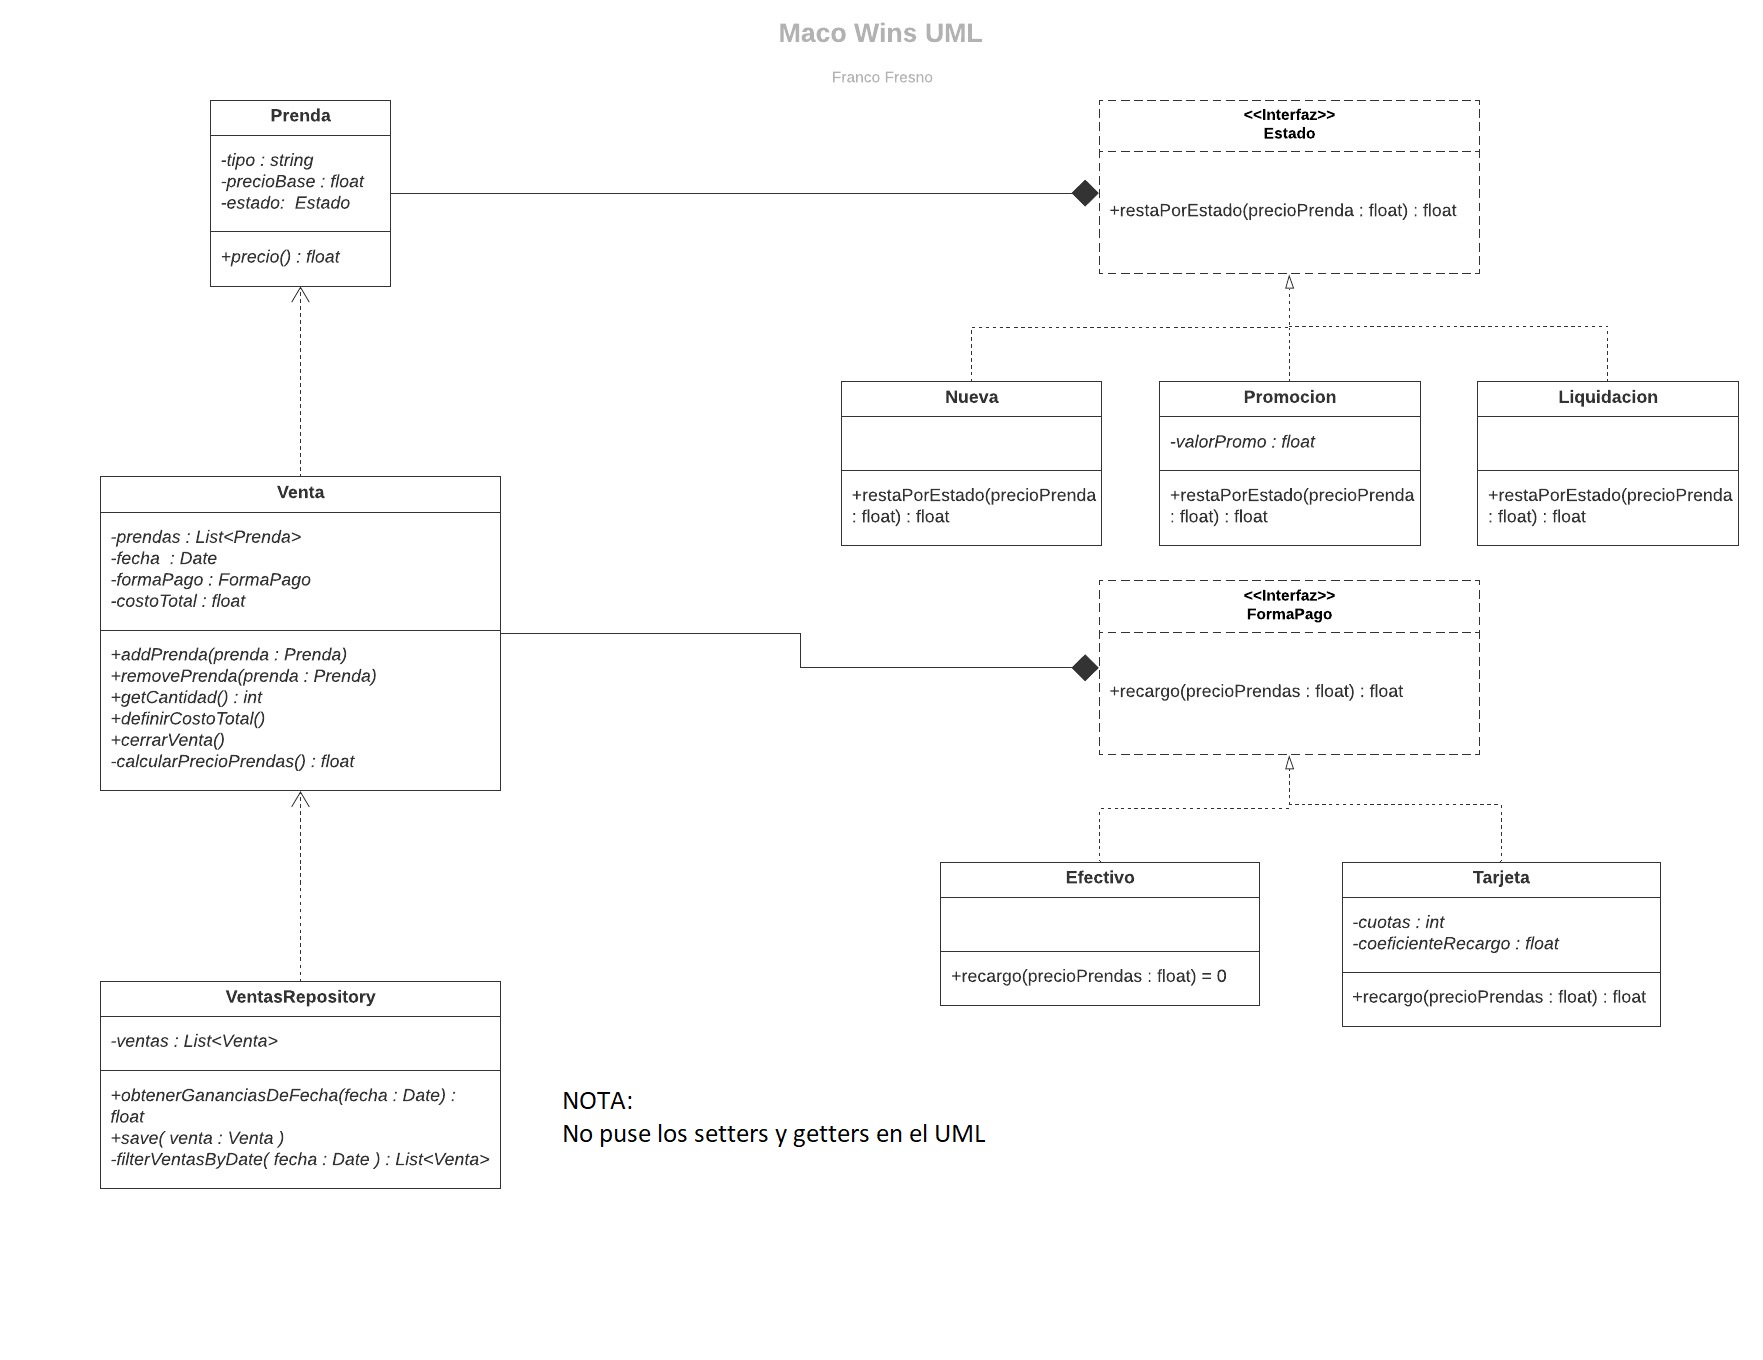 Maco Wins UML
Franco Fresno
Prenda
-tipo : string
-precioBase : float
-estado:  Estado
+precio() : float
<<Interfaz>>
Estado
+restaPorEstado(precioPrenda : float) : float
Nueva
+restaPorEstado(precioPrenda
: float) : float
Promocion
-valorPromo : float
+restaPorEstado(precioPrenda
: float) : float
Liquidacion
+restaPorEstado(precioPrenda
: float) : float
Venta
-prendas : List<Prenda>
-fecha  : Date
-formaPago : FormaPago
-costoTotal : float
+addPrenda(prenda : Prenda)
+removePrenda(prenda : Prenda)
+getCantidad() : int
+definirCostoTotal()
+cerrarVenta()
-calcularPrecioPrendas() : float
<<Interfaz>>
FormaPago
+recargo(precioPrendas : float) : float
Efectivo
+recargo(precioPrendas : float) = 0
Tarjeta
-cuotas : int
-coeficienteRecargo : float
+recargo(precioPrendas : float) : float
VentasRepository
-ventas : List<Venta>
+obtenerGananciasDeFecha(fecha : Date) :
float
+save( venta : Venta )
-filterVentasByDate( fecha : Date ) : List<Venta>
NOTA:
No puse los setters y getters en el UML